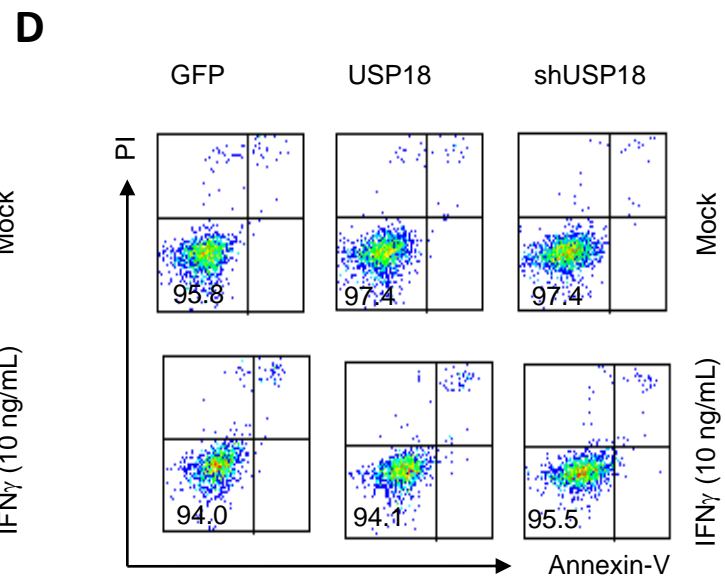 D
GFP USP18 shUSP18
PI
Mock
95.8 97.4 97.4
Mock
IFNγ (10 ng/mL)
94.0 94.1 95.5
IFNγ (10 ng/mL)
Annexin-V